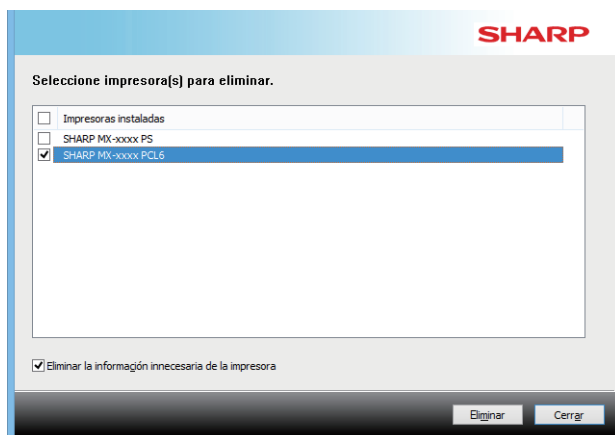 SHARP
Seleccione impresora(s) para eliminar.
Impresoras instaladas
SHARP MX-xxxx PS
SHARP MX-xxxx PCL6
Eliminar la información innecesaria de la impresora
Eliminar Cerrar